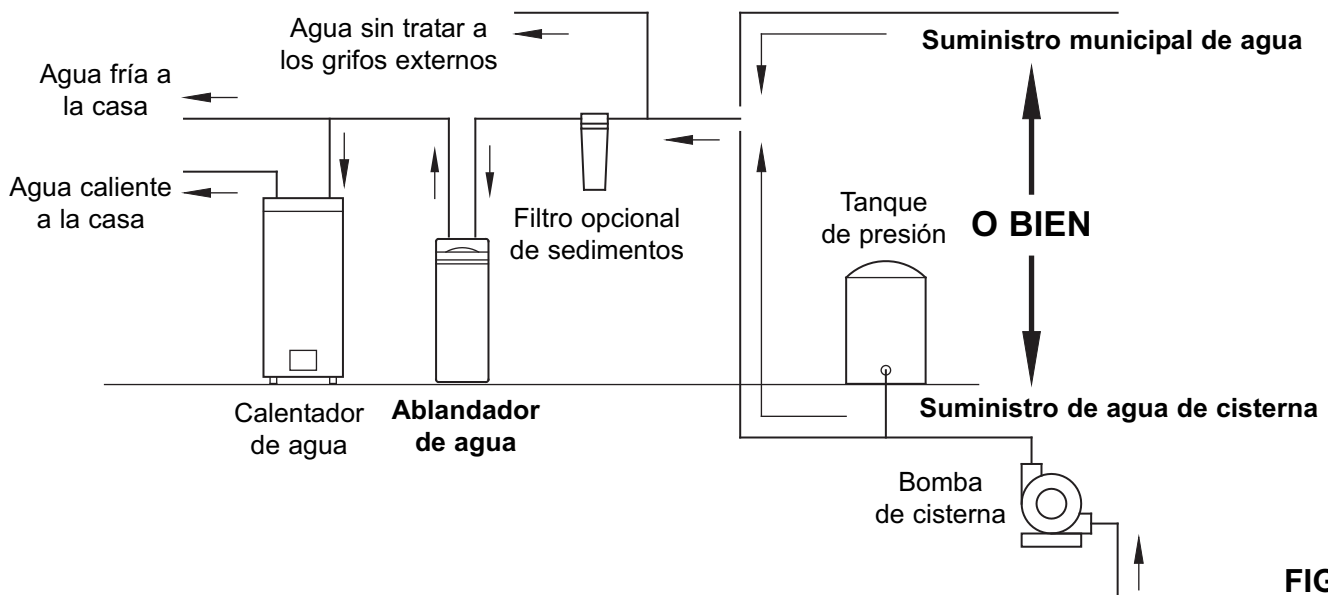 Agua sin tratar a
los grifos externos
Suministro municipal de agua
Agua fría a
la casa
Agua caliente
a la casa
Filtro opcional
de sedimentos
Tanque
de presión
O BIEN
Calentador
de agua
Ablandador
de agua
Suministro de agua de cisterna
Bomba
de cisterna
FIG